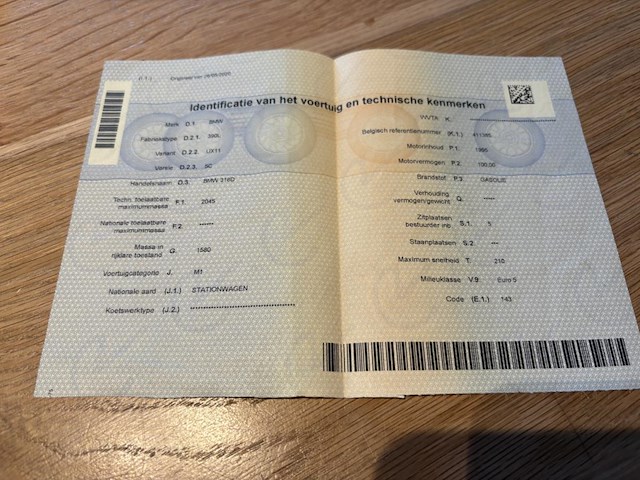 Identificatie van het voertuig en technische kenmerken
Merk D.1. BMW
Fabriekstype D.2.1. 390L
Variant D.2.2. UX11
Versie D.2.3. 5C
Handelsnaam D.3. BMW 316D
Techn. toelaatbare maximummassa F.1. 2045
Nationale toelaatbare maximummassa F.2. ------
Massa in rijklare toestand G. 1580
Voertuigcategorie J. M1
Nationale aard (J.1.) STATIONWAGEN
Koetswerktype (J.2.)
WVTA K.
Belgisch referentienummer (K.1.)
Motorinhoud P.1. 1995
Motorvermogen P.2. 100,00
Brandstof P.3. GASOLIE
Verhouding vermogen/gewicht Q. -----
Zitplaatsen bestuurder inb. S.1. 5
Staanplaatsen S.2. ---
Maximum snelheid T. 210
Milieuklasse V.9. Euro 5
Code (E.1.) 143